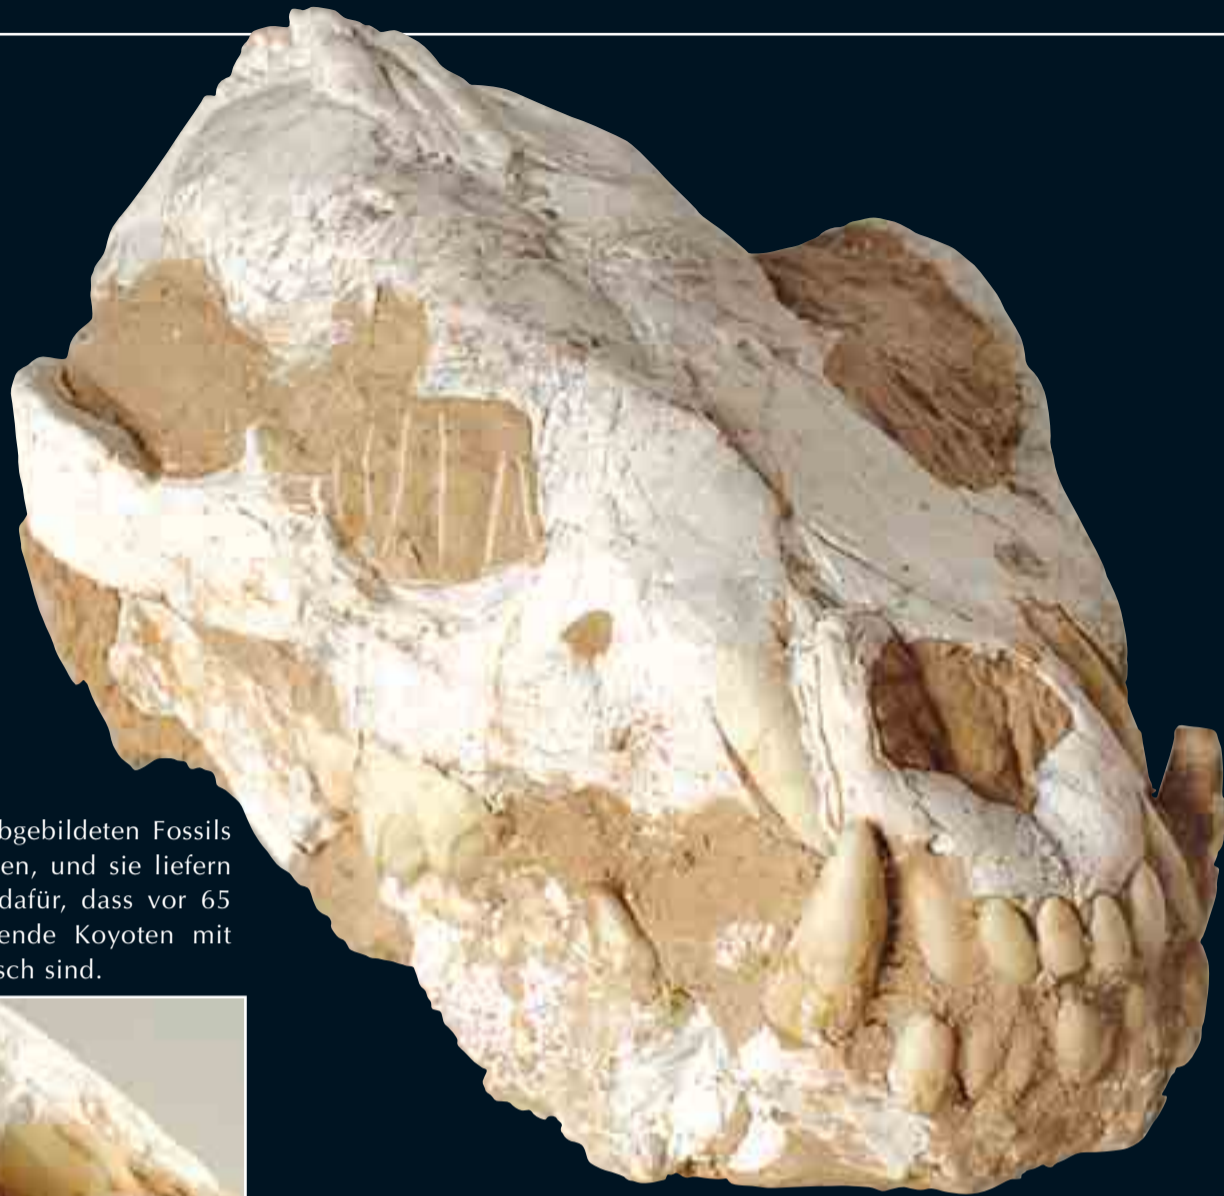 bgebildeten Fossils
en, und sie liefern
dafür, dass vor 65
ende Koyoten mit
sch sind.